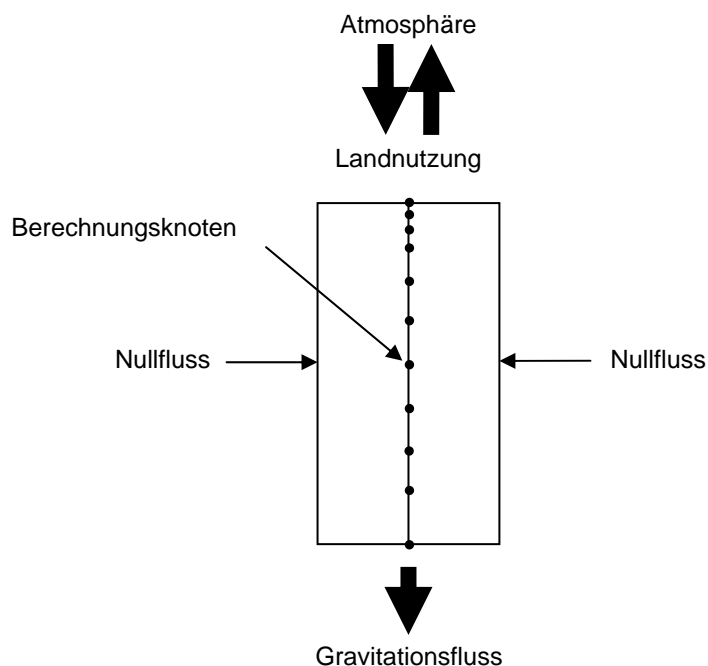 Atmosphäre
Landnutzung
Berechnungsknoten
Nullfluss
Nullfluss
Gravitationsfluss